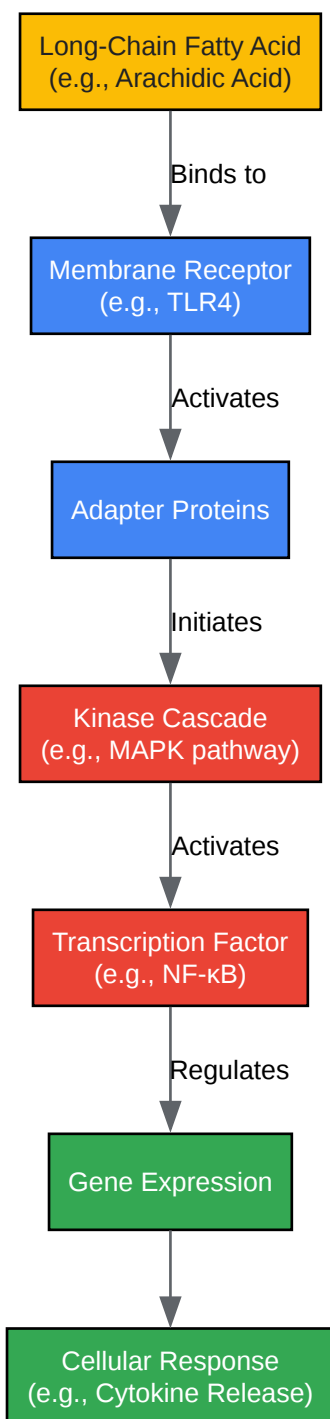 Long-Chain Fatty Acid
(e.g., Arachidic Acid)
Binds to
Membrane Receptor
(e.g., TLR4)
Activates
Adapter Proteins
Initiates
Kinase Cascade
(e.g., MAPK pathway)
Activates
Transcription Factor
(e.g., NF-κB)
Regulates
Gene Expression
Cellular Response
(e.g., Cytokine Release)